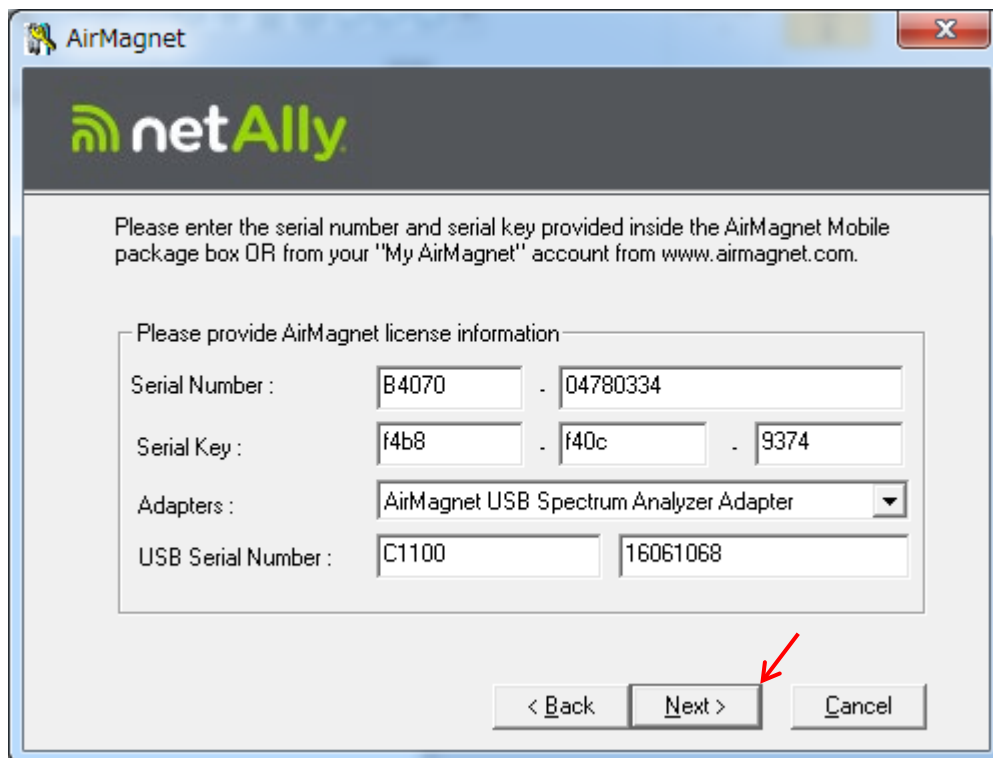 AirMagnet
netAlly
Please enter the serial number and serial key provided inside the AirMagnet Mobile
package box OR from your "My AirMagnet" account from www.airmagnet.com.
Please provide AirMagnet license information
Serial Number : B4070 - 04780334
Serial Key : f4b8 - f40c - 9374
Adapters : AirMagnet USB Spectrum Analyzer Adapter
USB Serial Number : C1100 16061068
< Back Next > Cancel